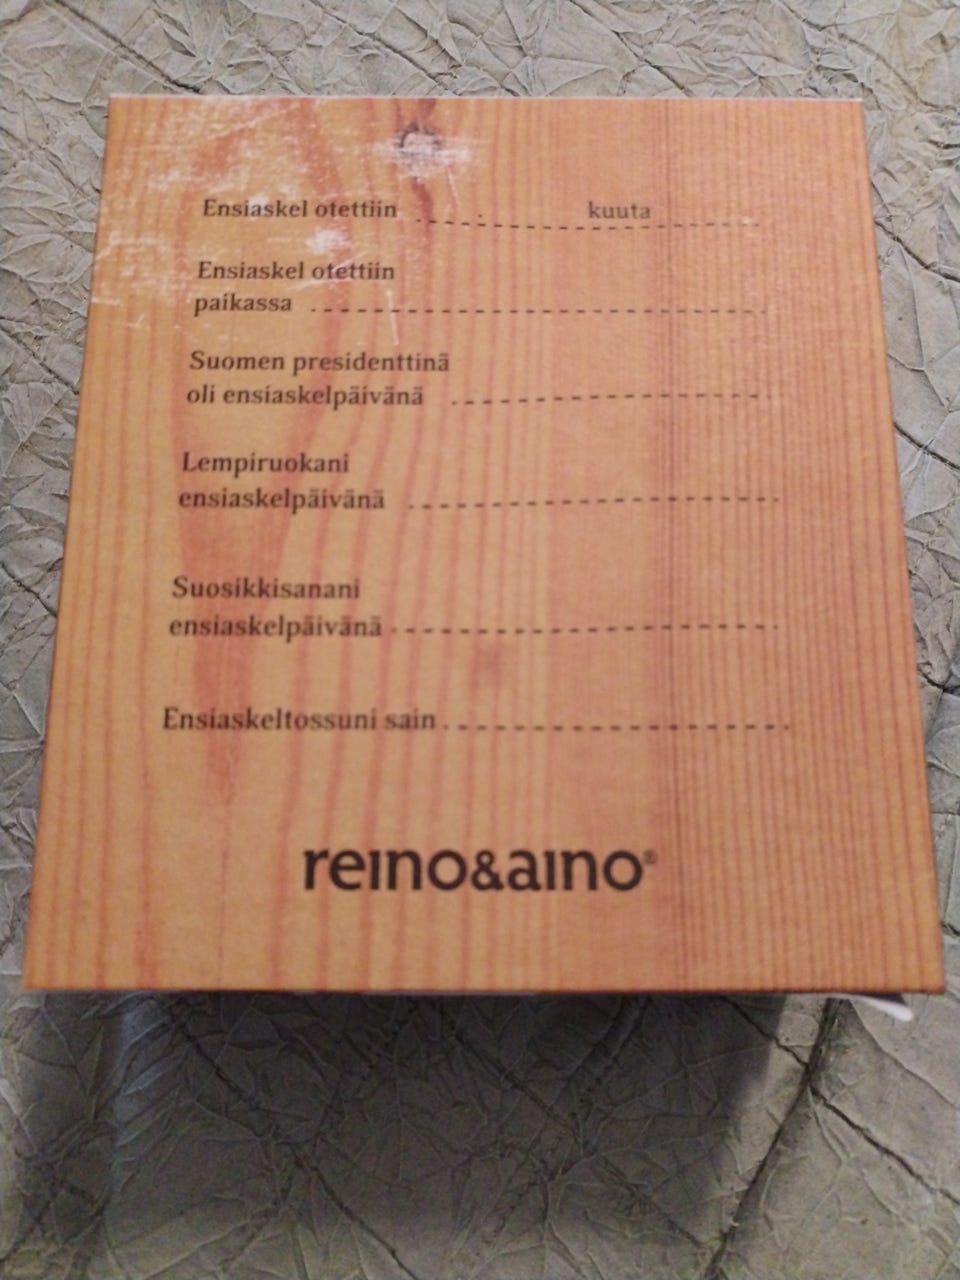 Ensiaskel otettiin . kuuta
Ensiaskel otettiin
paikassa
Suomen presidenttinä
oli ensiaskelpäivänä
Lempiruokani
ensiaskelpäivänä
Suosikkisanani
ensiaskelpäivänä
Ensiaskeltossuni sain
reino&aino®